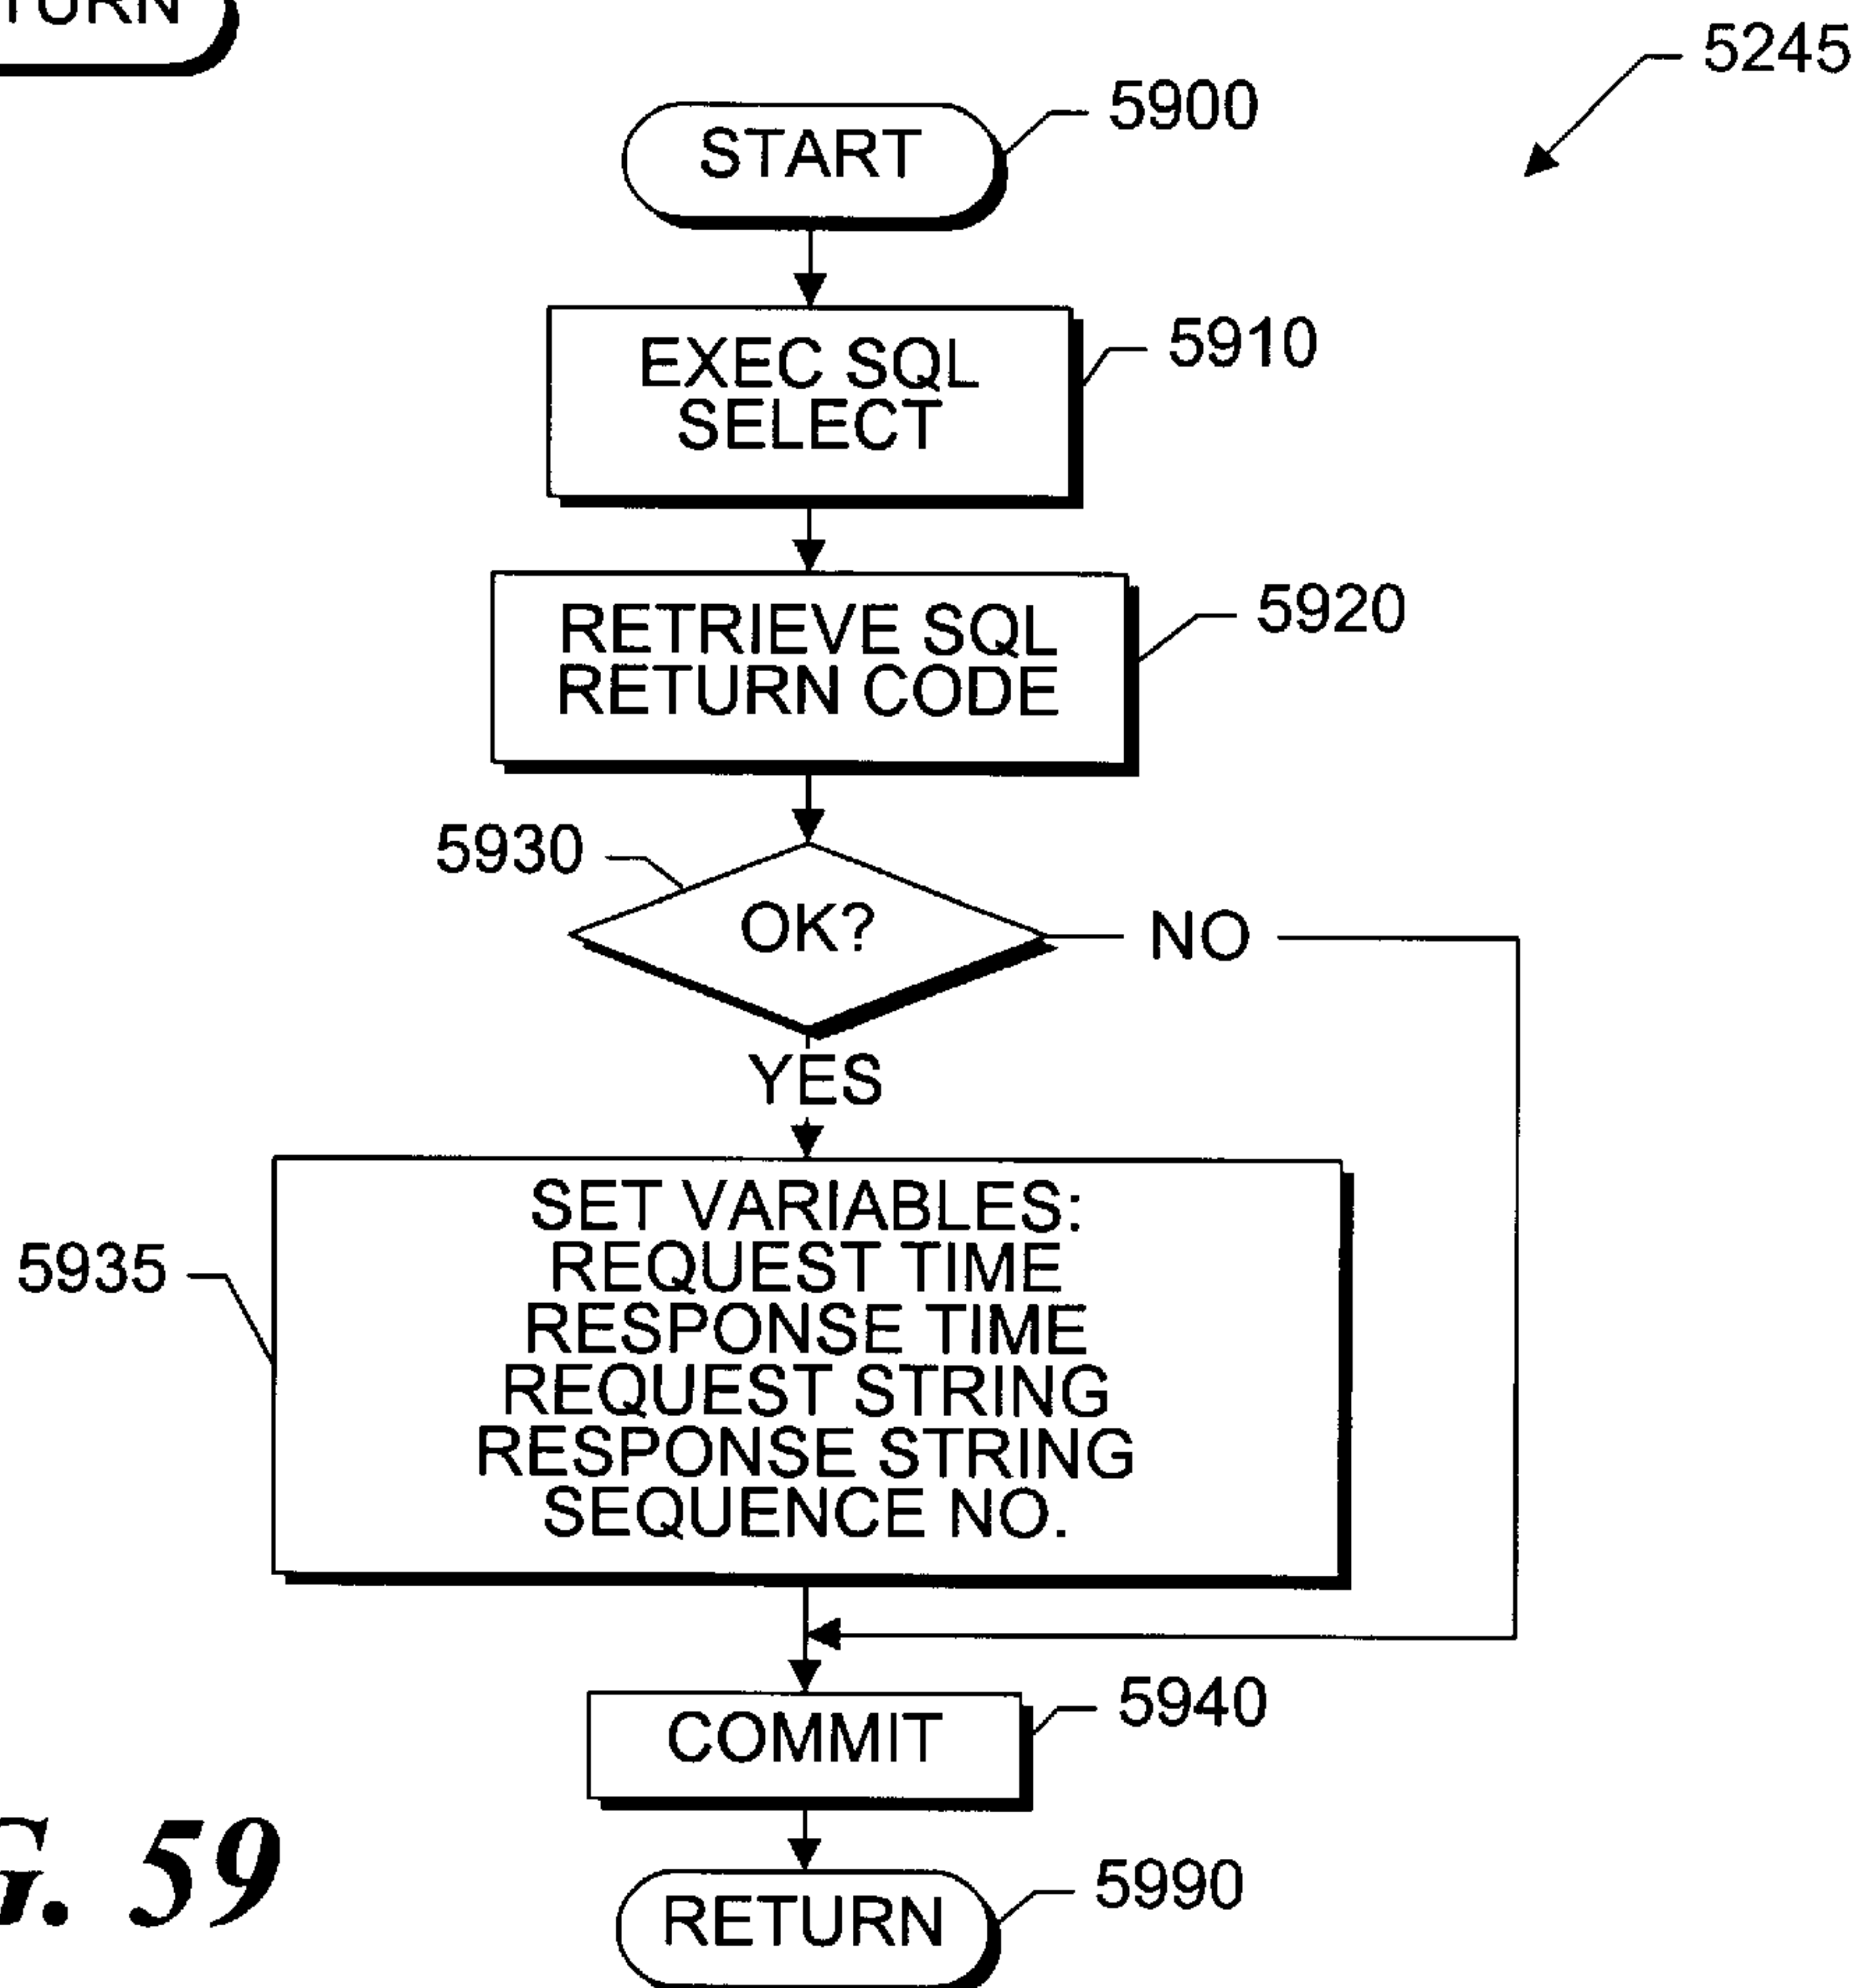 5245
START
5900
EXEC SQL
SELECT
5910
RETRIEVE SQL
RETURN CODE
5920
5930
OK?
NO
YES
5935
SET VARIABLES:
REQUEST TIME
RESPONSE TIME
REQUEST STRING
RESPONSE STRING
SEQUENCE NO.
COMMIT
5940
59
RETURN
5990